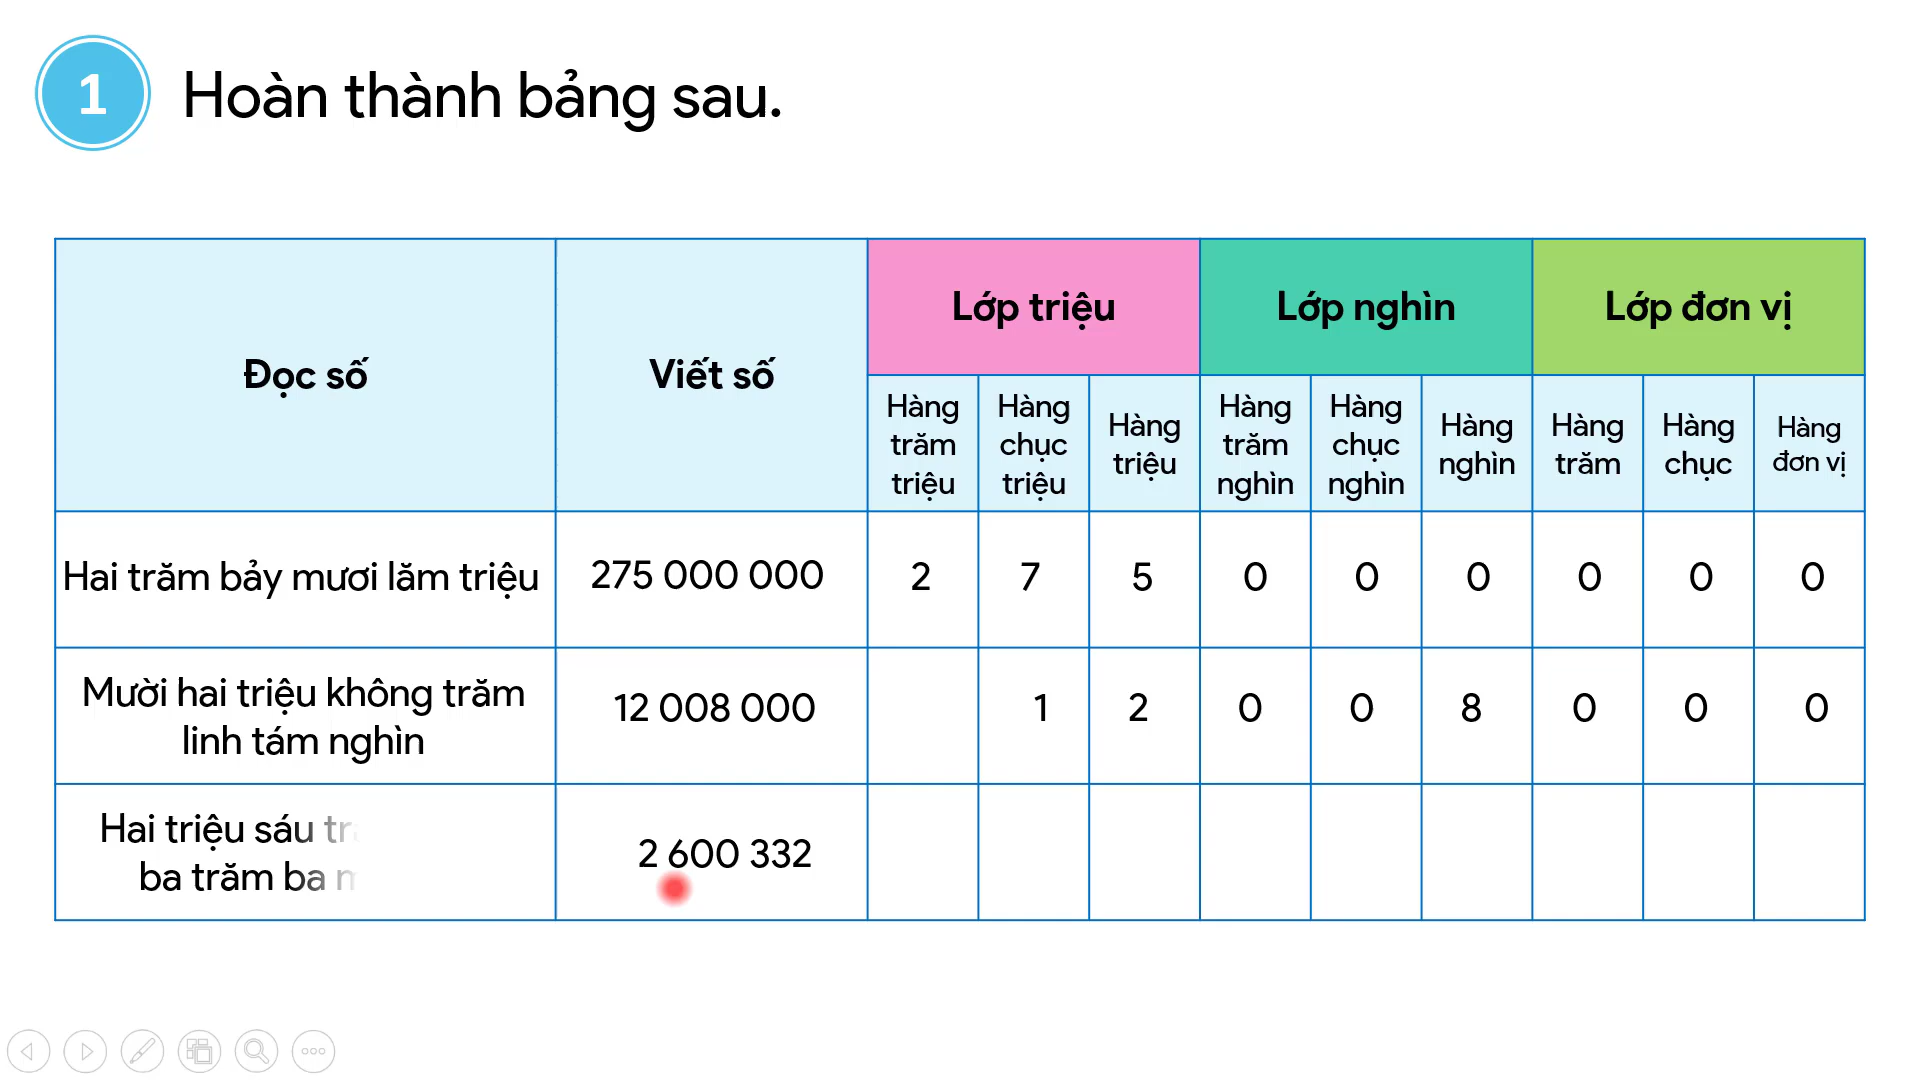 1
Hoàn thành bảng sau.
Đọc số
Viết số
Lớp triệu
Lớp nghìn
Lớp đơn vị
Hàng trăm triệu
Hàng chục triệu
Hàng triệu
Hàng trăm nghìn
Hàng chục nghìn
Hàng nghìn
Hàng trăm
Hàng chục
Hàng đơn vị
Hai trăm bảy mươi lăm triệu
275 000 000
2 7 5 0 0 0 0 0 0
Mười hai triệu không trăm
linh tám nghìn
12 008 000
1 2 0 0 8 0 0 0
Hai triệu sáu
ba trăm ba
2 600 332